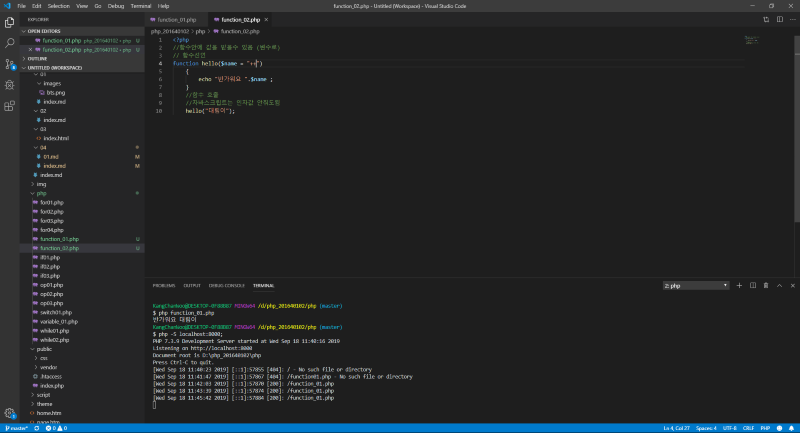 File Edit Selection View Go Debug Terminal Help
function_02.php - Untitled (Workspace) - Visual Studio Code
EXPLORER
OPEN EDITORS
function_01.php php_201640102 • php U
function_02.php php_201640102 • php U
OUTLINE
UNTITLED (WORKSPACE)
01
images
bts.png
index.md
02
index.md
03
index.html
04
01.md M
index.md M
index.md
img
php
for01.php
for02.php
for03.php
for04.php
function_01.php U
function_02.php U
if01.php
if02.php
if03.php
op01.php
op02.php
op03.php
switch01.php
variable_01.php
while01.php
while02.php
public
css
vendor
.htaccess
index.php
script
theme
home.htm
page.htm
function_01.php
function_02.php
php_201640102 > php > function_02.php
1 <?php
2 //함수안에 값을 받을수 있음 (변수로)
3 // 함수선언
4 function hello($name = "++")
5 {
6 echo "반가워요 ".$name ;
7 }
8 //함수 호출
9 //자바스크립트는 인자값 안줘도됨
10 hello("대림이");
PROBLEMS OUTPUT DEBUG CONSOLE TERMINAL
2: php
/d/php_201640102/php (master)
$ php function_01.php
반가워요 대림이
/d/php_201640102/php (master)
$ php -S localhost:8000;
PHP 7.3.9 Development Server started at Wed Sep 18 11:40:16 2019
Listening on http://localhost:8000
Document root is D:\php_201640102\php
Press Ctrl-C to quit.
[Wed Sep 18 11:40:23 2019] [::1]:57855 [404]: / - No such file or directory
[Wed Sep 18 11:41:47 2019] [::1]:57867 [404]: /function01.php - No such file or directory
[Wed Sep 18 11:42:03 2019] [::1]:57870 [200]: /function_01.php
[Wed Sep 18 11:43:39 2019] [::1]:57874 [200]: /function_01.php
[Wed Sep 18 11:45:42 2019] [::1]:57884 [200]: /function_01.php
master* 0 0
Ln 4, Col 27 Spaces: 4 UTF-8 CRLF PHP